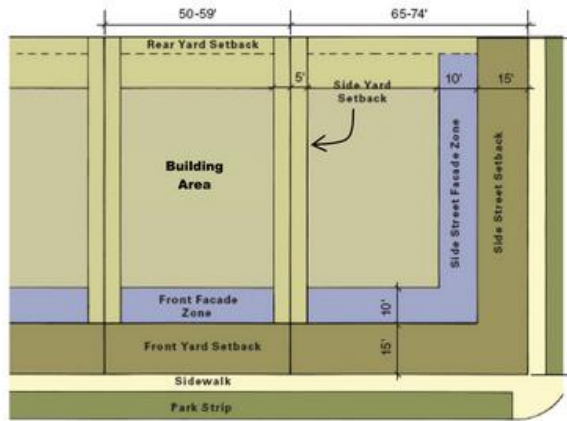 50-59'
65-74'
Rear Yard Setback
5'
Side Yard
Setback
10'
15'
Building
Area
Side Street Facade Zone
Side Street Setback
Front Facade
Zone
10'
Front Yard Setback
15'
Sidewalk
Park Strip